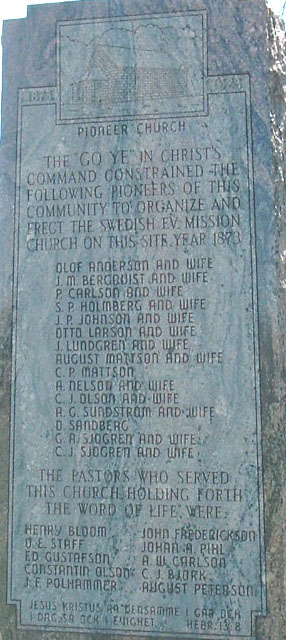 PIONEER CHURCH
THE "GO YE" IN CHRIST'S
COMMAND CONSTRAINED THE
FOLLOWING PIONEERS OF THIS
COMMUNITY TO ORGANIZE AND
ERECT THE SWEDISH EV. MISSION
CHURCH ON THIS SITE, YEAR 1873
OLOF ANDERSON AND WIFE
J. M. BERGQUIST AND WIFE
P. CARLSON AND WIFE
S. P. HOLMBERG AND WIFE
J. P. JOHNSON AND WIFE
OTTO LARSON AND WIFE
J. LUNDGREN AND WIFE
AUGUST MATTSON AND WIFE
C. P. MATTSON
A. NELSON AND WIFE
C. J. OLSON AND WIFE
A. G. SUNDSTROM AND WIFE
D. SANDBERG
G. A. SJOGREN AND WIFE
C. J. SJOGREN AND WIFE
THE PASTORS WHO SERVED
THIS CHURCH, HOLDING FORTH
THE WORD OF LIFE, WERE:
HENRY BLOOM JOHN FREDERICKSON
O. E. STAFF JOHAN A. PIHL
ED GUSTAFSON A. W. CARLSON
CONSTANTIN OLSON C. J. BJORK
J. F. POLHAMMER AUGUST PETERSON
JESUS KRISTUS ÄR DENSAMME I GÅR OCH
I DAG, SÅ OCK I EVIGHET. HEBR. 13:8